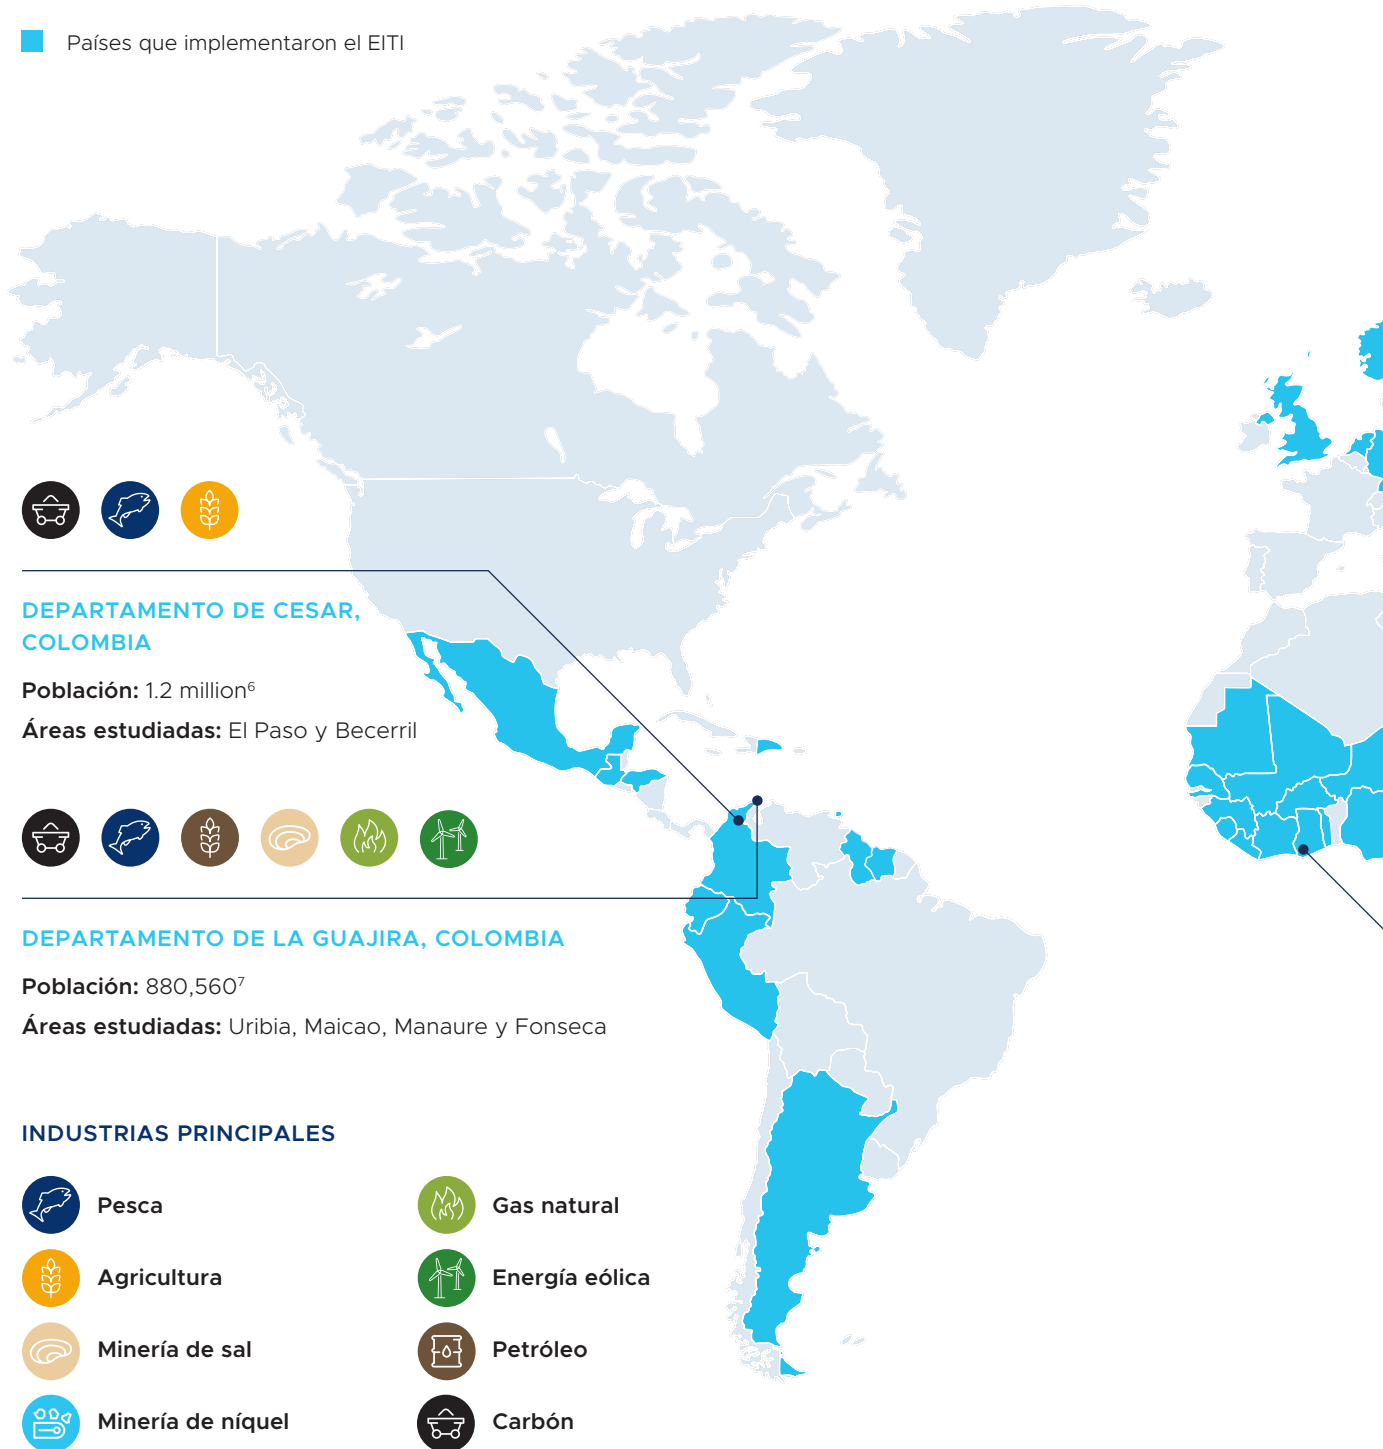 Países que implementaron el EITI
DEPARTAMENTO DE CESAR,
COLOMBIA
Población: 1.2 million⁶
Áreas estudiadas: El Paso y Becerril
DEPARTAMENTO DE LA GUAJIRA, COLOMBIA
Población: 880,560⁷
Áreas estudiadas: Uribia, Maicao, Manaure y Fonseca
INDUSTRIAS PRINCIPALES
Pesca
Gas natural
Agricultura
Energía eólica
Minería de sal
Petróleo
Minería de níquel
Carbón